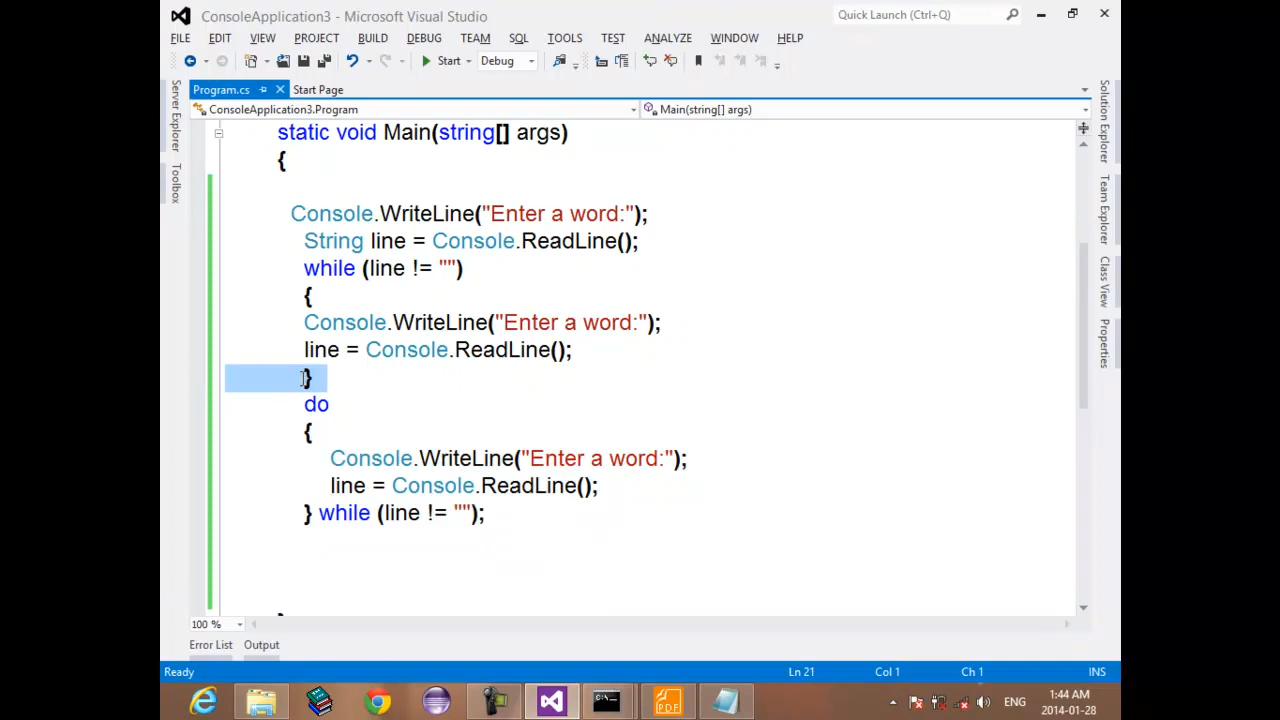 ConsoleApplication3 - Microsoft Visual Studio
Quick Launch (Ctrl+Q)
FILE EDIT VIEW PROJECT BUILD DEBUG TEAM SQL TOOLS TEST ANALYZE WINDOW HELP
Start Debug
Program.cs Start Page
ConsoleApplication3.Program Main(string[] args)
Server Explorer
Toolbox
static void Main(string[] args)
{
Console.WriteLine("Enter a word:");
String line = Console.ReadLine();
while (line != "")
{
Console.WriteLine("Enter a word:");
line = Console.ReadLine();
}
do
{
Console.WriteLine("Enter a word:");
line = Console.ReadLine();
} while (line != "");
Solution Explorer
Team Explorer
Class View
Properties
100 %
Error List Output
Ready Ln 21 Col 1 Ch 1 INS
PDF
ENG
1:44 AM
2014-01-28